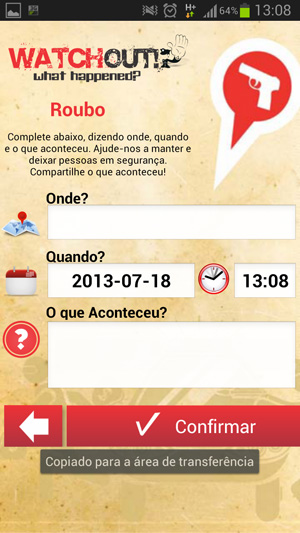 H+
64%
13:08
WATCHOUT!?
what happened?
Roubo
Complete abaixo, dizendo onde, quando
e o que aconteceu. Ajude-nos a manter e
deixar pessoas em segurança.
Compartilhe o que aconteceu!
Onde?
Quando?
2013-07-18
13:08
O que Aconteceu?
?
Confirmar
Copiado para a área de transferência